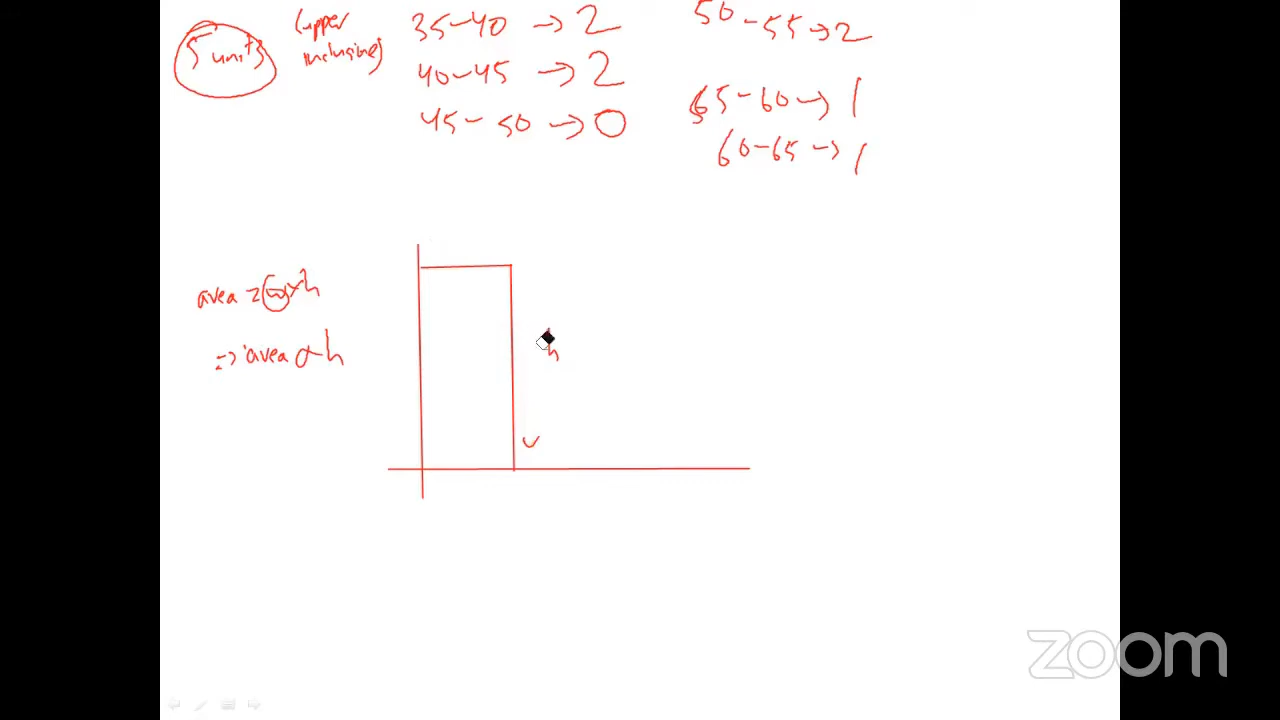 5 units
(upper inclusive)
35-40 → 2
40-45 → 2
45-50 → 0
50-55 → 2
55-60 → 1
60-65 → 1
area = w×h
=> area α h
h
zoom